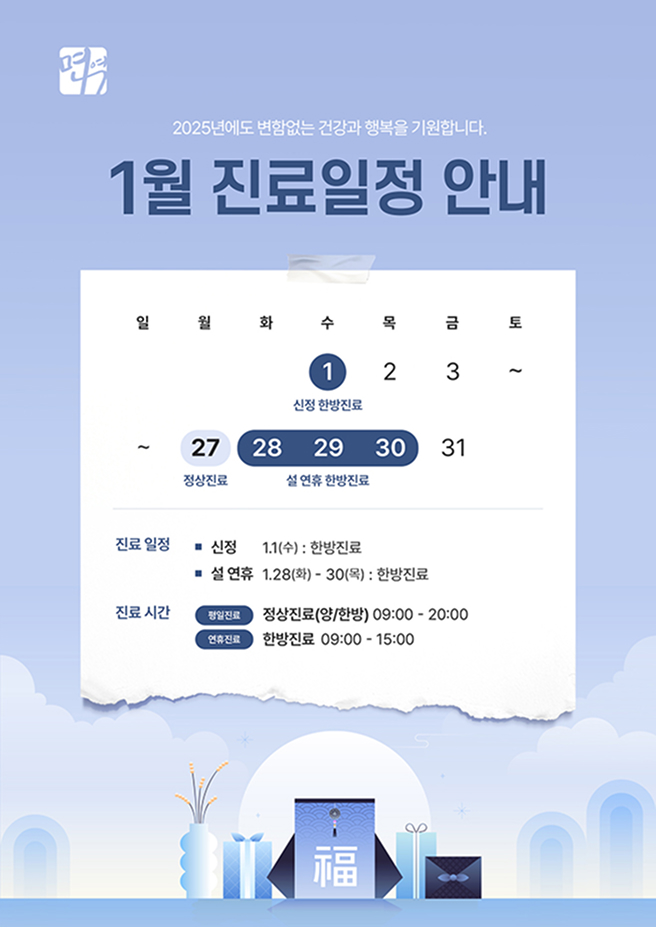 면역
2025년에도 변함없는 건강과 행복을 기원합니다.
1월 진료일정 안내
일 월 화 수 목 금 토
1 2 3 ~
신정 한방진료
~ 27 28 29 30 31
정상진료 설 연휴 한방진료
진료 일정 ■ 신정 1.1(수) : 한방진료
■ 설 연휴 1.28(화) - 30(목) : 한방진료
진료 시간 평일진료 정상진료(양/한방) 09:00 - 20:00
연휴진료 한방진료 09:00 - 15:00
福